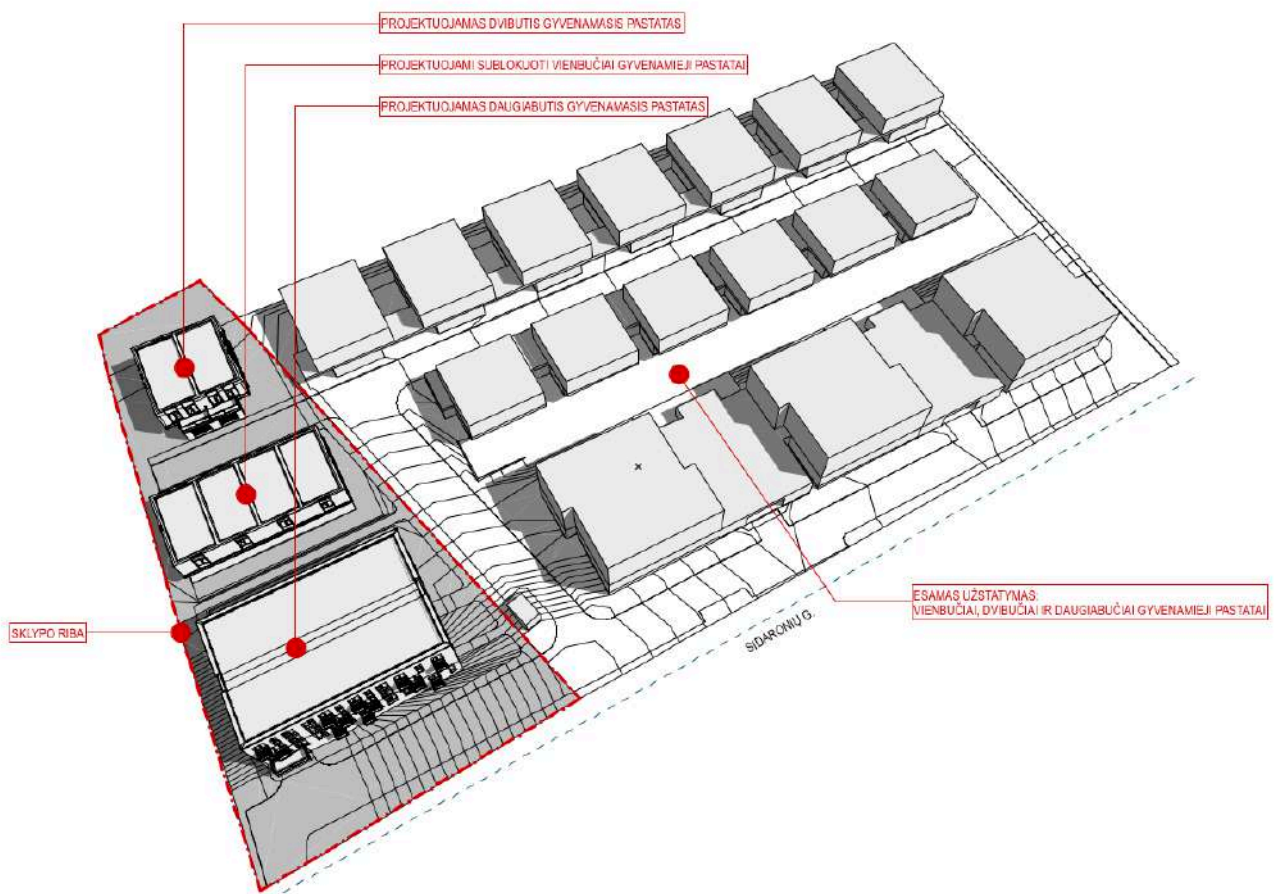 PROJEKTUOJAMAS DVIBUTIS GYVENAMASIS PASTATAS
PROJEKTUOJAMI SUBLOKUOTI VIENBUČIAI GYVENAMIEJI PASTATAI
PROJEKTUOJAMAS DAUGIABUTIS GYVENAMASIS PASTATAS
ESAMAS UŽSTATYMAS:
VIENBUČIAI, DVIBUČIAI IR DAUGIABUČIAI GYVENAMIEJI PASTATAI
SIDARONIŲ G.
SKLYPO RIBA